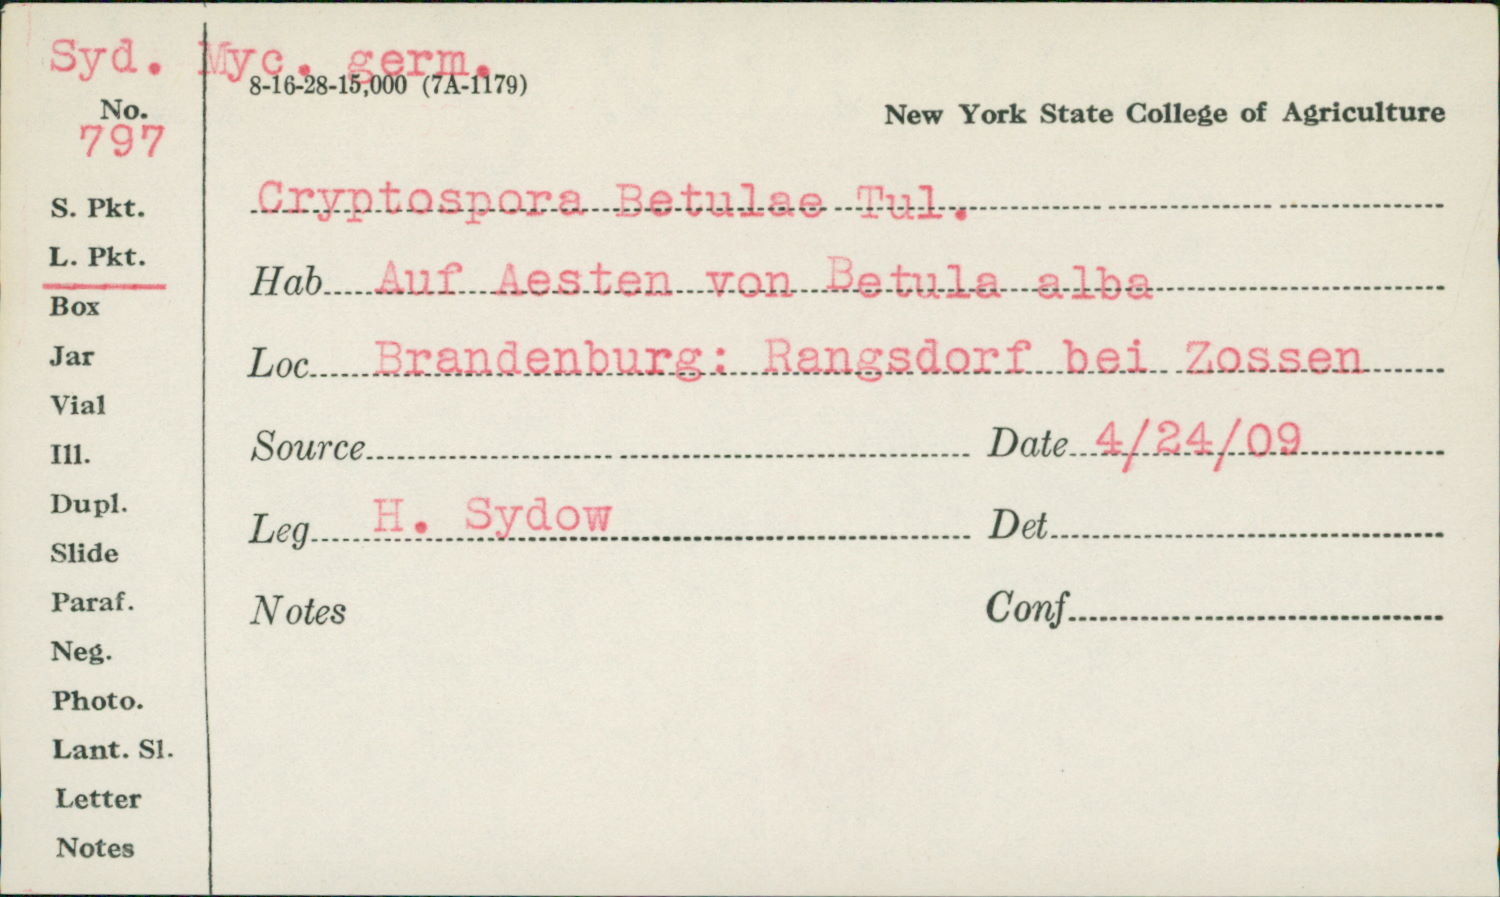 Syd. Myc. germ.
8-16-28-15,000 (7A-1179)
No.
797
New York State College of Agriculture
S. Pkt.
L. Pkt.
Box
Jar
Vial
Ill.
Dupl.
Slide
Paraf.
Neg.
Photo.
Lant. Sl.
Letter
Notes
Cryptospora Betulae Tul.
Hab Auf Aesten von Betula alba
Loc Brandenburg: Rangsdorf bei Zossen
Source Date 4/24/09
Leg H. Sydow Det
Notes Conf